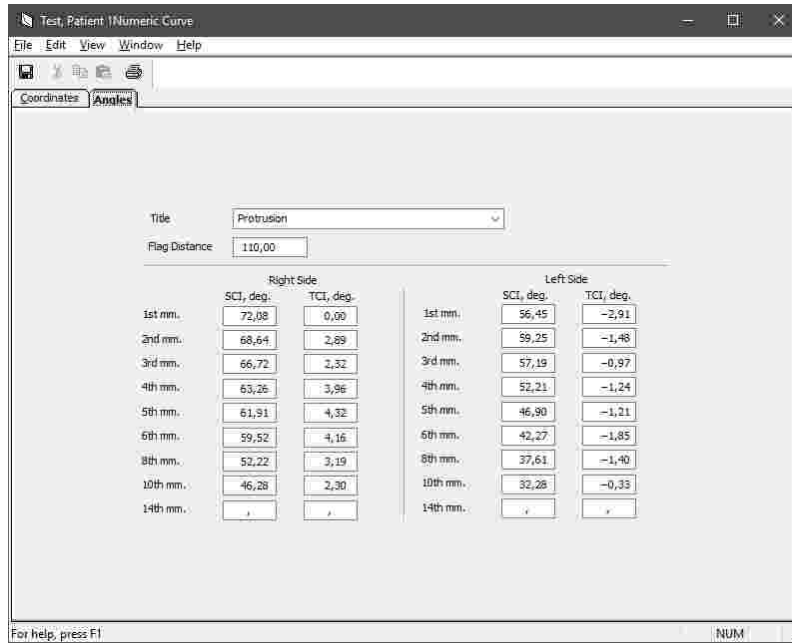 Test, Patient 1Numeric Curve
File Edit View Window Help
Coordinates Angles
Title Protrusion
Flag Distance 110,00
Right Side Left Side
SCI, deg. TCI, deg. SCI, deg. TCI, deg.
1st mm. 72,08 0,00 1st mm. 56,45 −2,91
2nd mm. 68,64 2,89 2nd mm. 59,25 −1,48
3rd mm. 66,72 2,32 3rd mm. 57,19 −0,97
4th mm. 63,26 3,96 4th mm. 52,21 −1,24
5th mm. 61,91 4,32 5th mm. 46,90 −1,21
6th mm. 59,52 4,16 6th mm. 42,27 −1,85
8th mm. 52,22 3,19 8th mm. 37,61 −1,40
10th mm. 46,28 2,30 10th mm. 32,28 −0,33
14th mm. , , 14th mm. , ,
For help, press F1 NUM